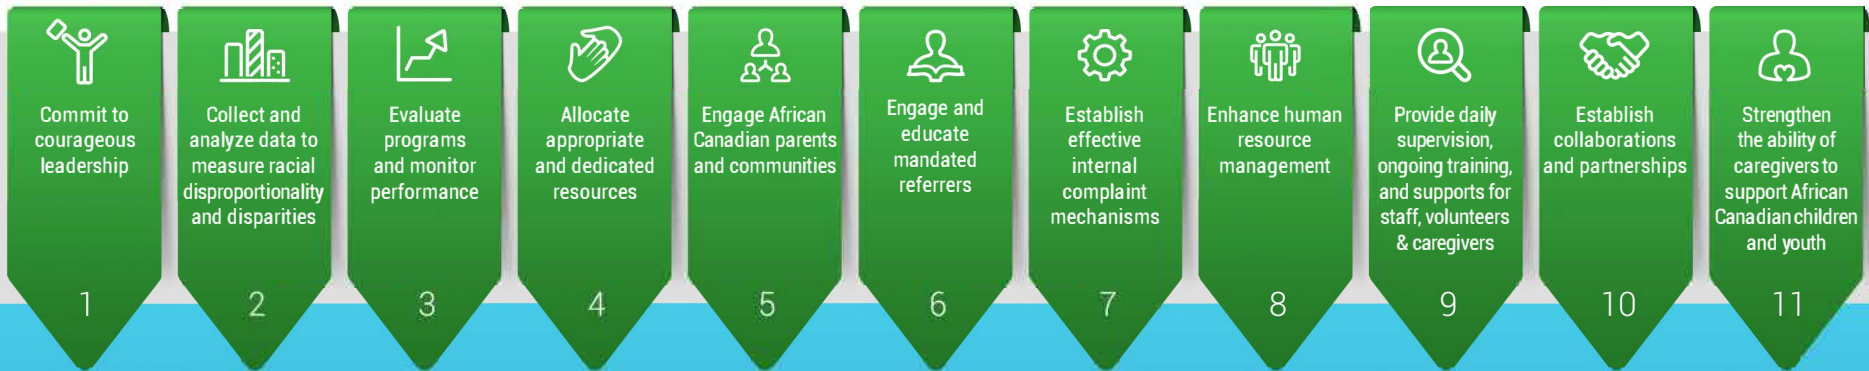 Commit to
courageous
leadership
1
Collect and
analyze data to
measure racial
disproportionality
and disparities
2
Evaluate
programs
and monitor
performance
3
Allocate
appropriate
and dedicated
resources
4
Engage African
Canadian parents
and communities
5
Engage and
educate
mandated
referrers
6
Establish
effective
internal
complaint
mechanisms
7
Enhance human
resource
management
8
Provide daily
supervision,
ongoing training,
and supports for
staff, volunteers
& caregivers
9
Establish
collaborations
and partnerships
10
Strengthen
the ability of
caregivers to
support African
Canadian children
and youth
11